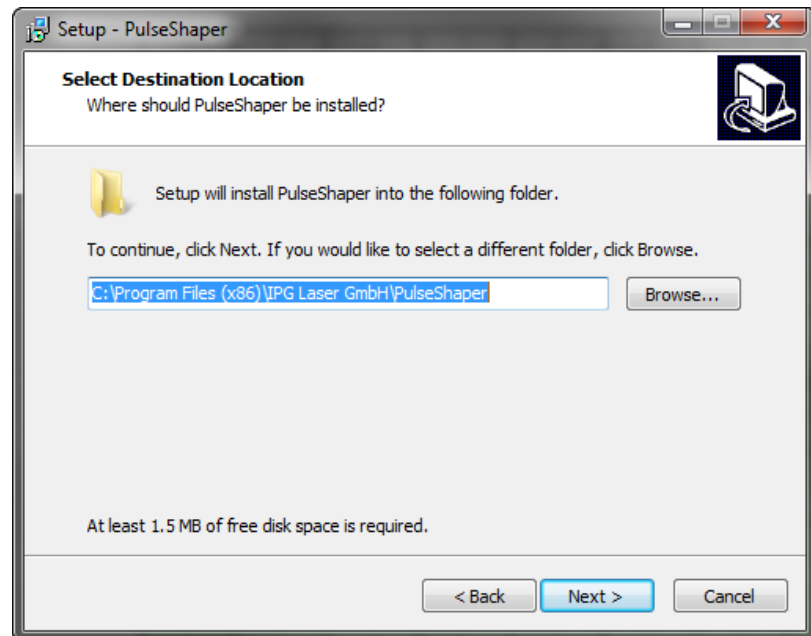 Setup - PulseShaper
Select Destination Location
Where should PulseShaper be installed?
Setup will install PulseShaper into the following folder.
To continue, click Next. If you would like to select a different folder, click Browse.
C:\Program Files (x86)\IPG Laser GmbH\PulseShaper
Browse...
At least 1.5 MB of free disk space is required.
< Back
Next >
Cancel